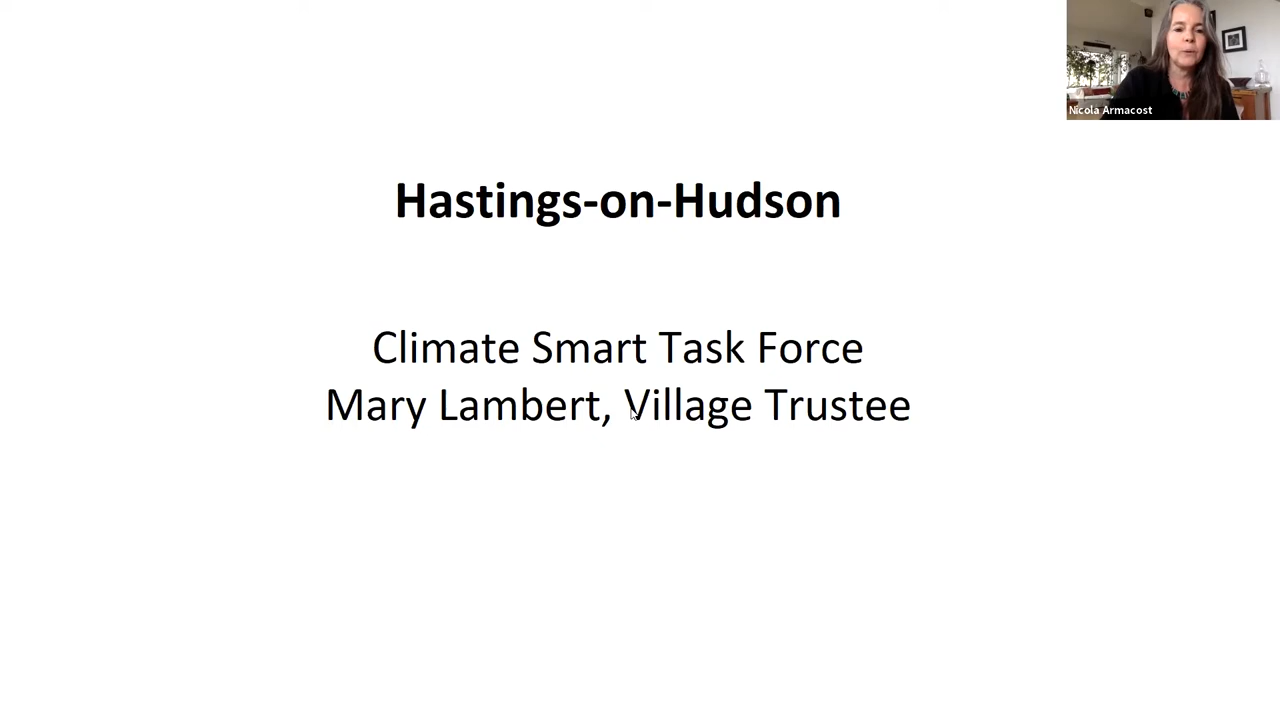 Nicola Armacost
Hastings-on-Hudson
Climate Smart Task Force
Mary Lambert, Village Trustee